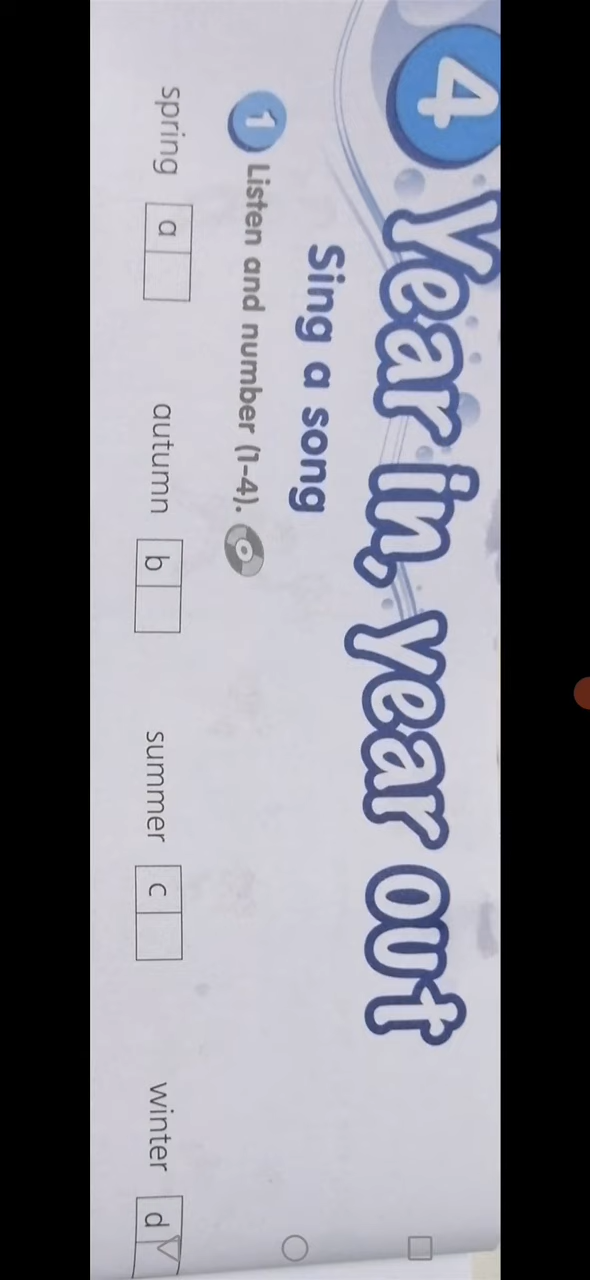 4 Year in, year out
Sing a song
1 Listen and number (1-4).
spring a autumn b summer c winter d